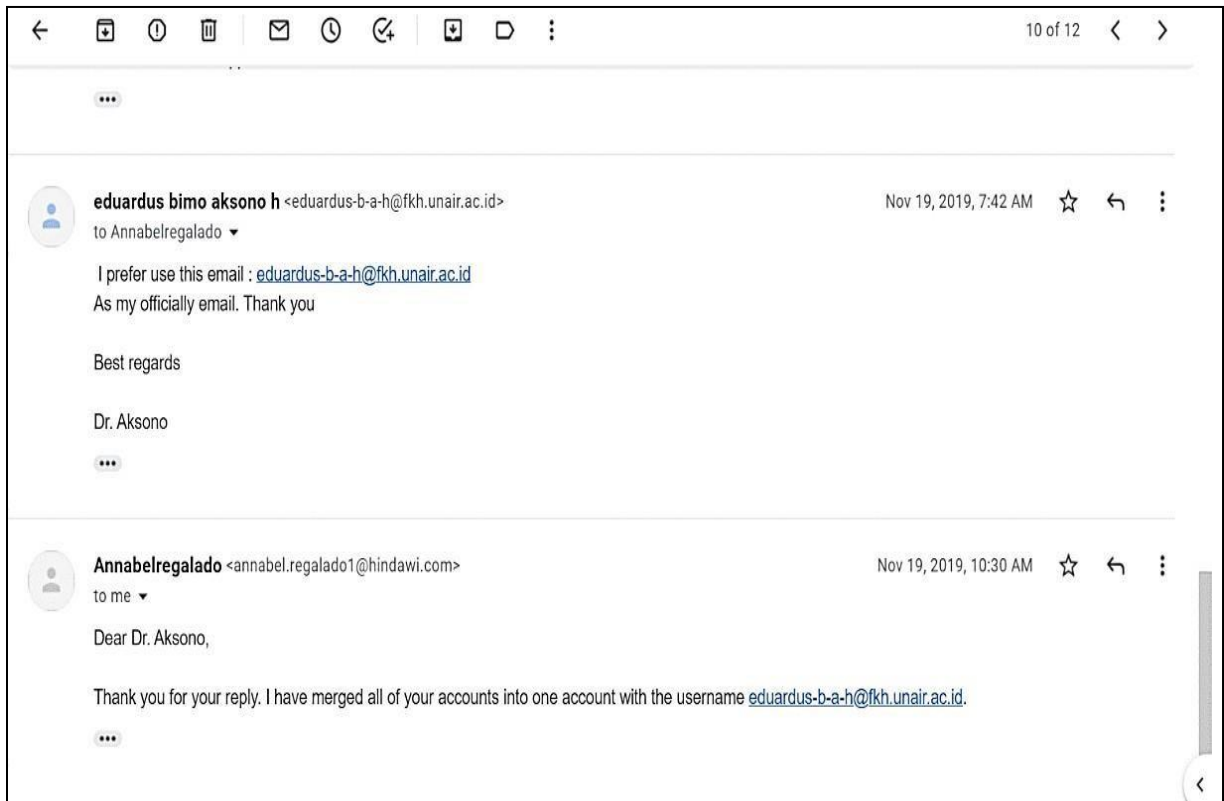 10 of 12
eduardus bimo aksono h <eduardus-b-a-h@fkh.unair.ac.id> Nov 19, 2019, 7:42 AM
to Annabelregalado
I prefer use this email : eduardus-b-a-h@fkh.unair.ac.id
As my officially email. Thank you
Best regards
Dr. Aksono
Annabelregalado <annabel.regalado1@hindawi.com> Nov 19, 2019, 10:30 AM
to me
Dear Dr. Aksono,
Thank you for your reply. I have merged all of your accounts into one account with the username eduardus-b-a-h@fkh.unair.ac.id.